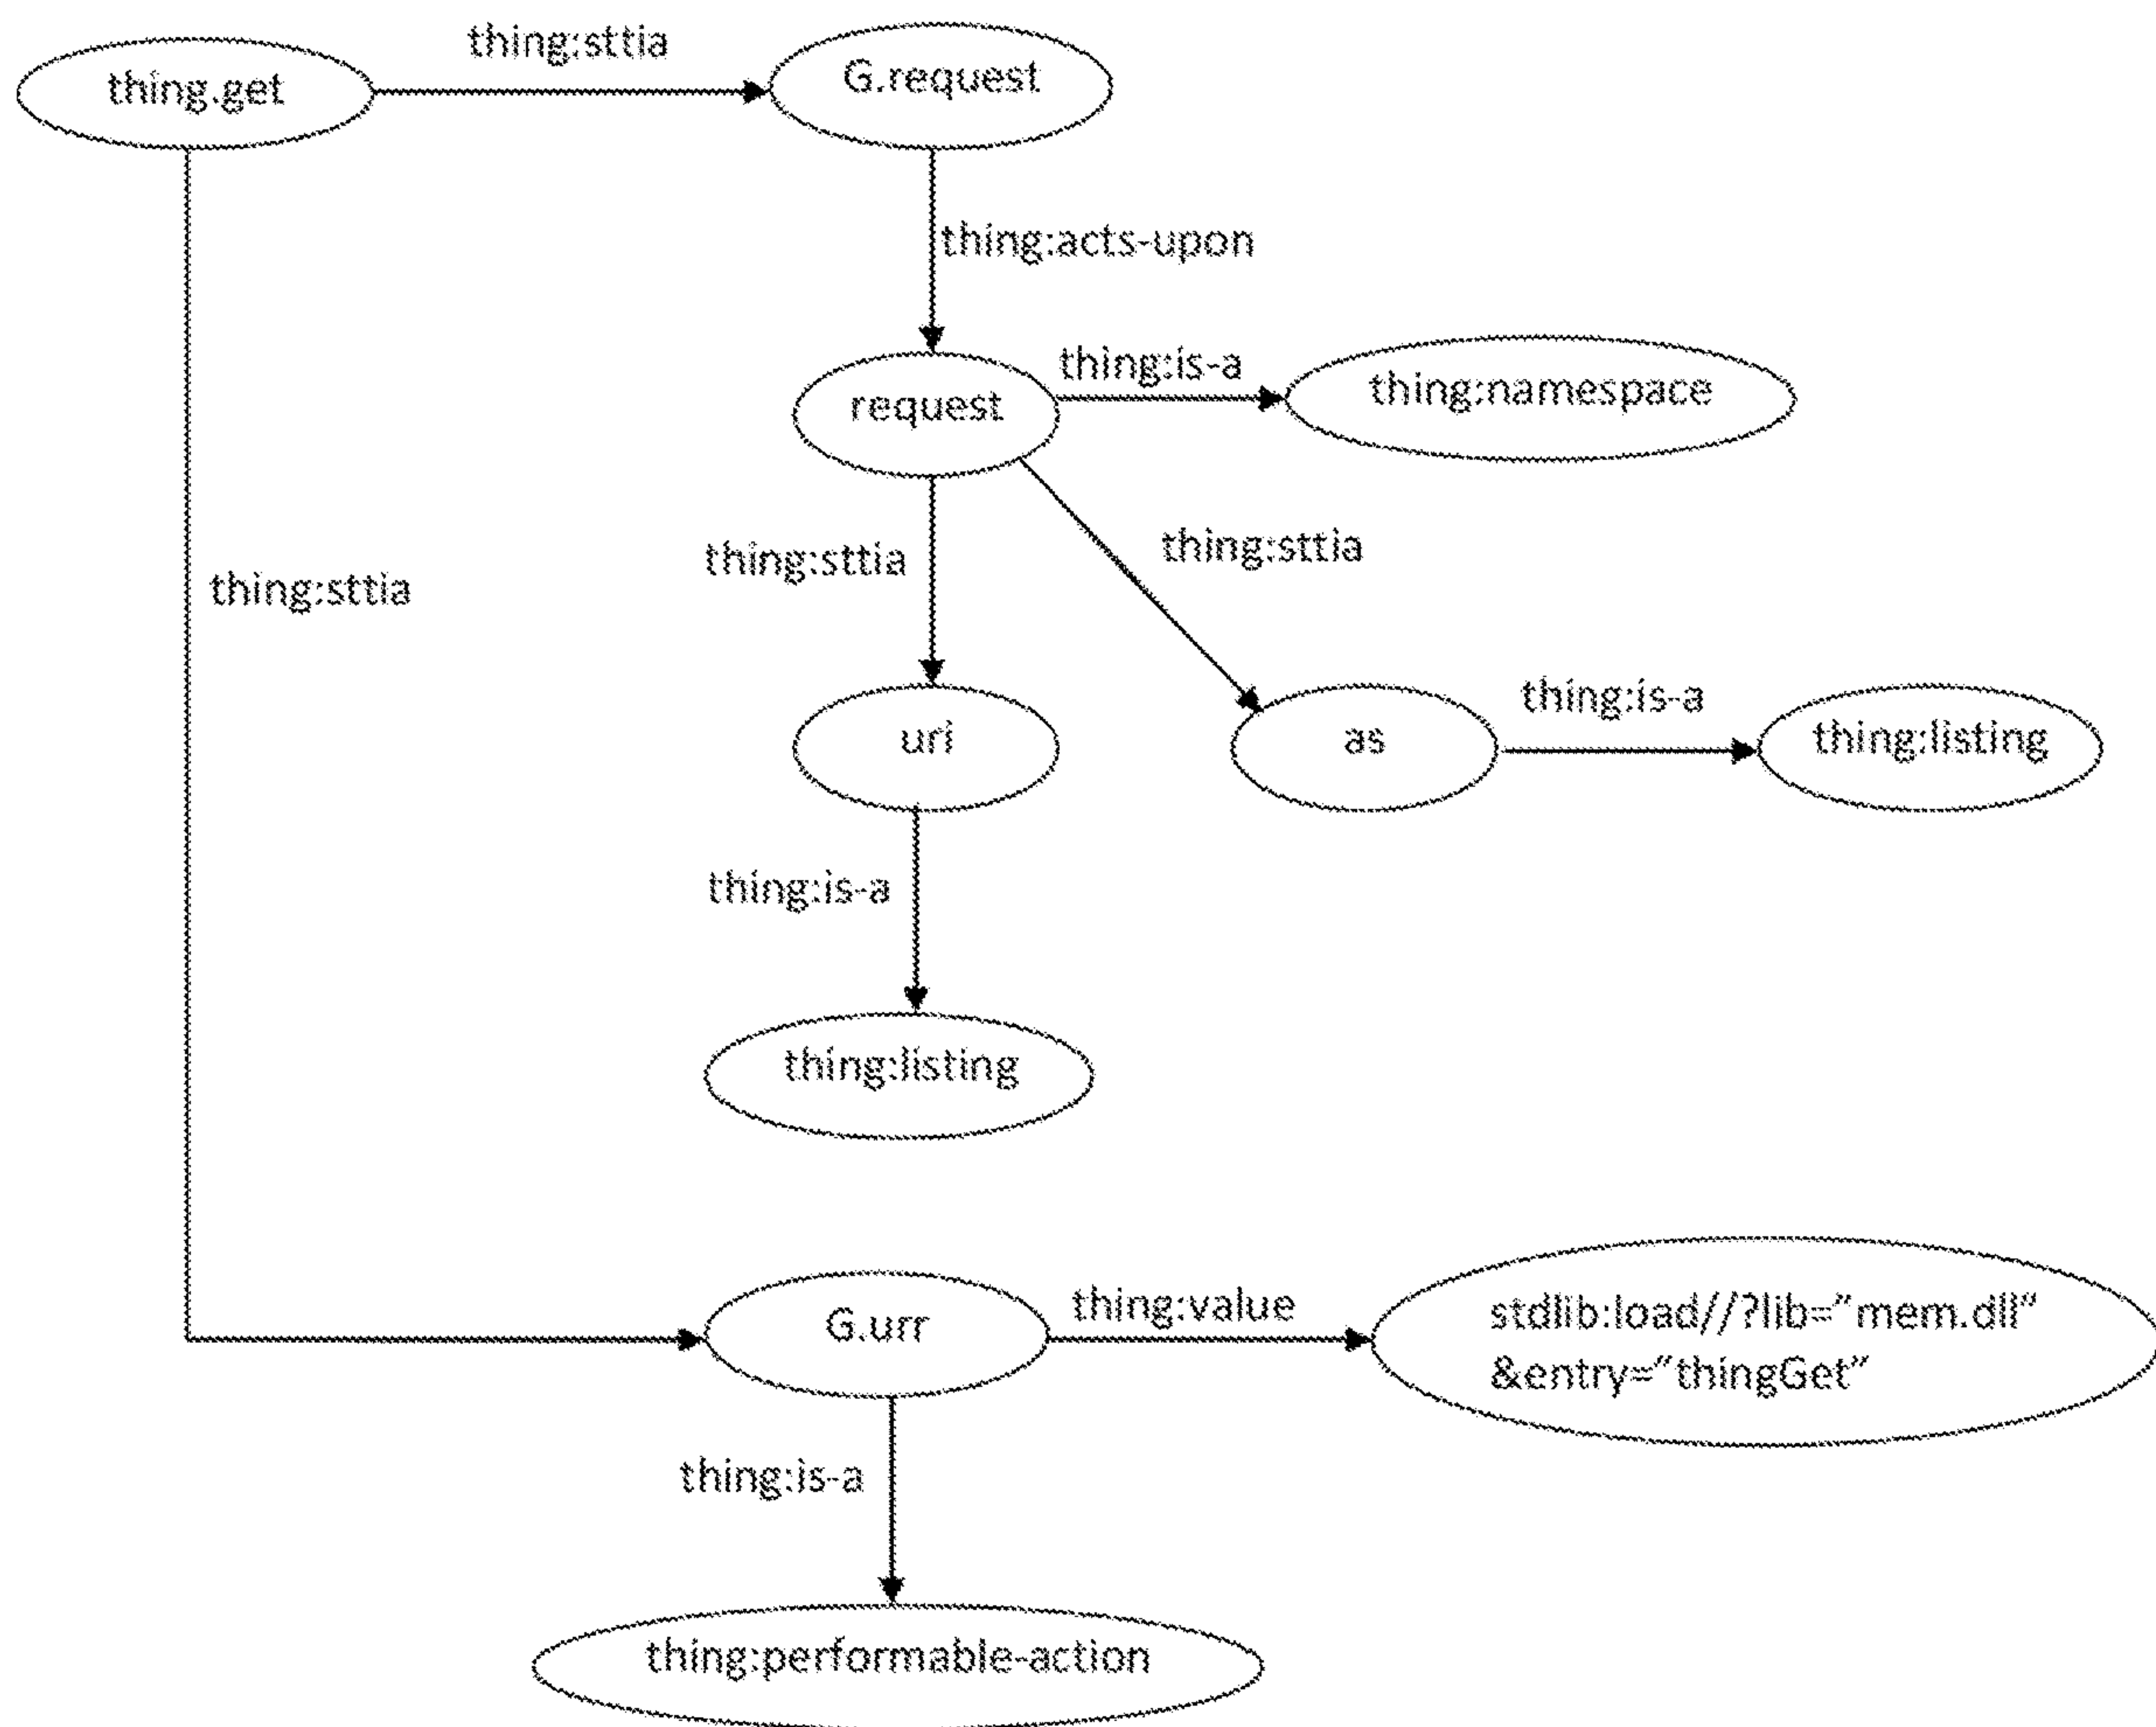 thing:sttia
thing.get
G.request
thing:acts-upon
thing:is-a
thing:namespace
request
thing:sttia
thing:sttia
thing:sttia
thing:is-a
uri
as
thing:listing
thing:is-a
thing:listing
thing:value
G.urr
stdlib:load//?lib="mem.dll"
&entry="thingGet"
thing:is-a
thing:performable-action